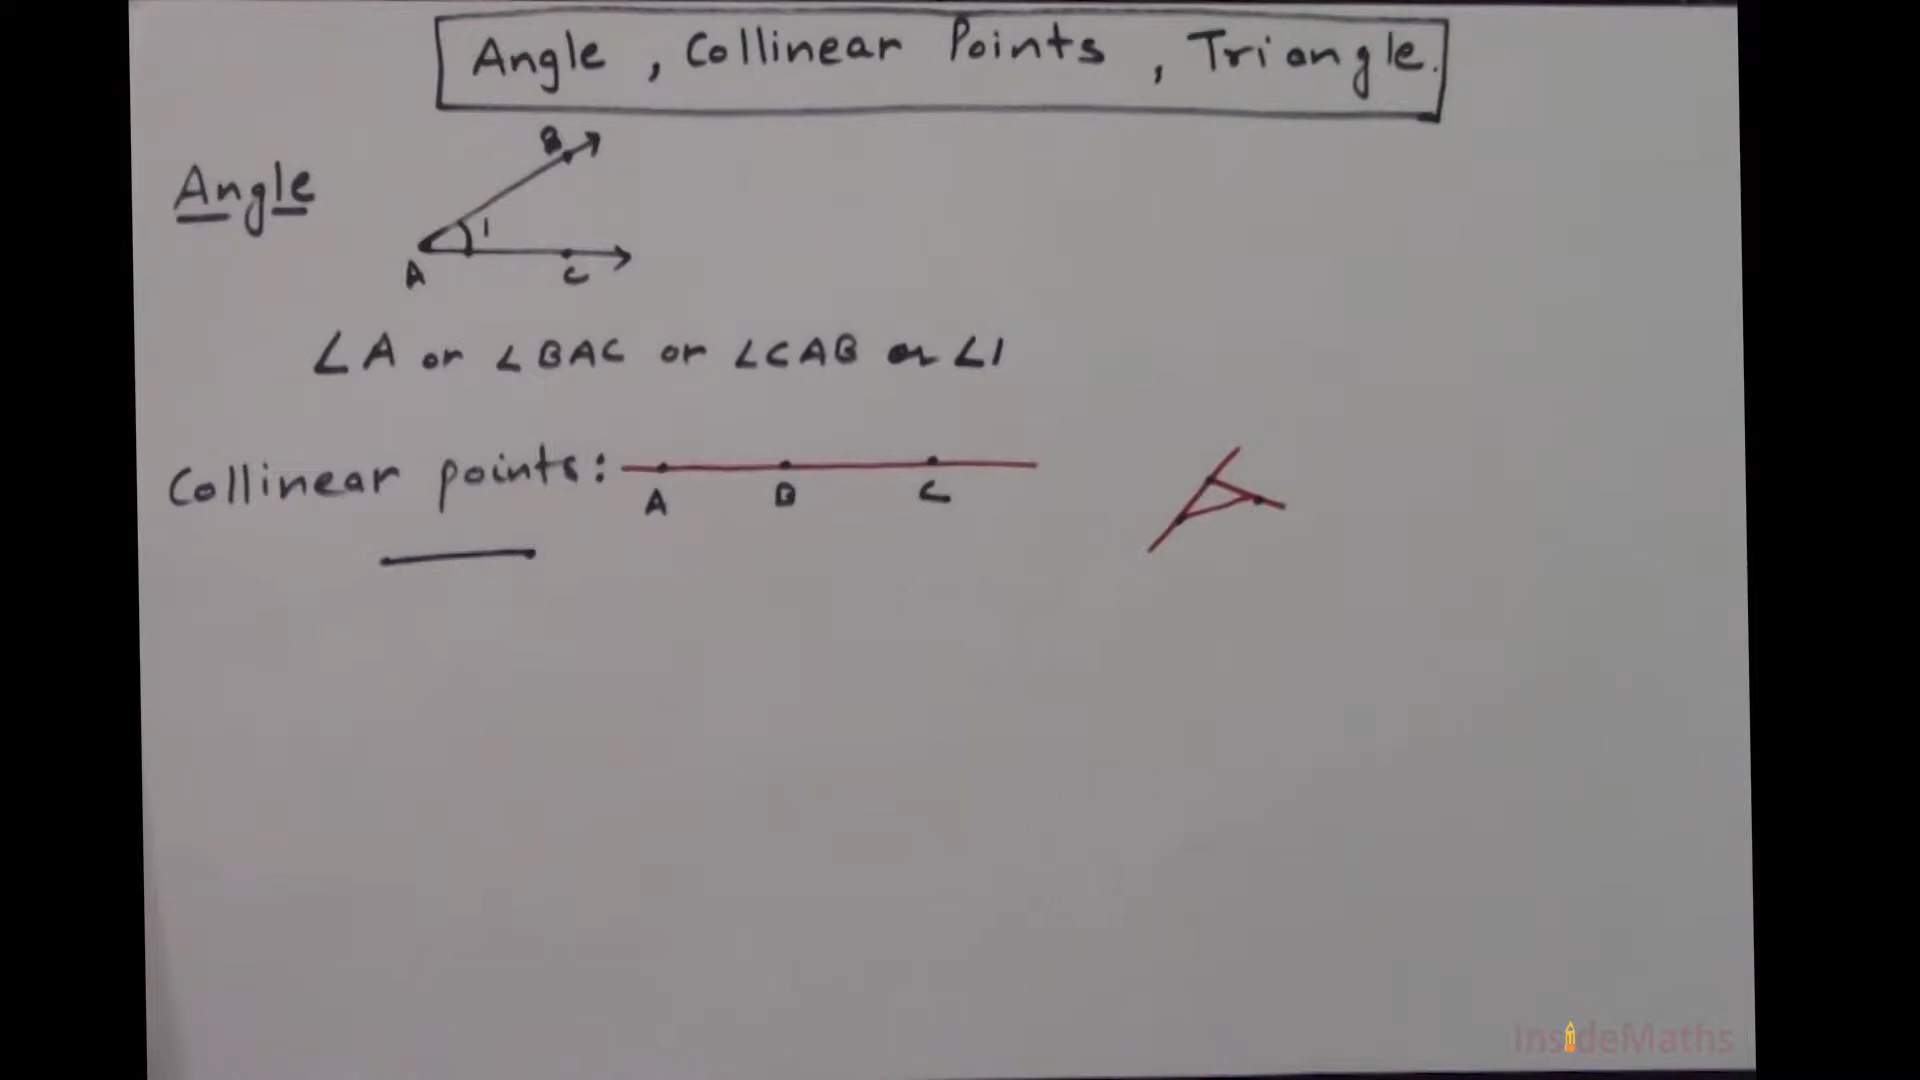 Angle, Collinear Points, Triangle.
B
Angle
1
A
C
∠A or ∠BAC or ∠CAB or ∠1
Collinear points:
A B C
InsideMaths